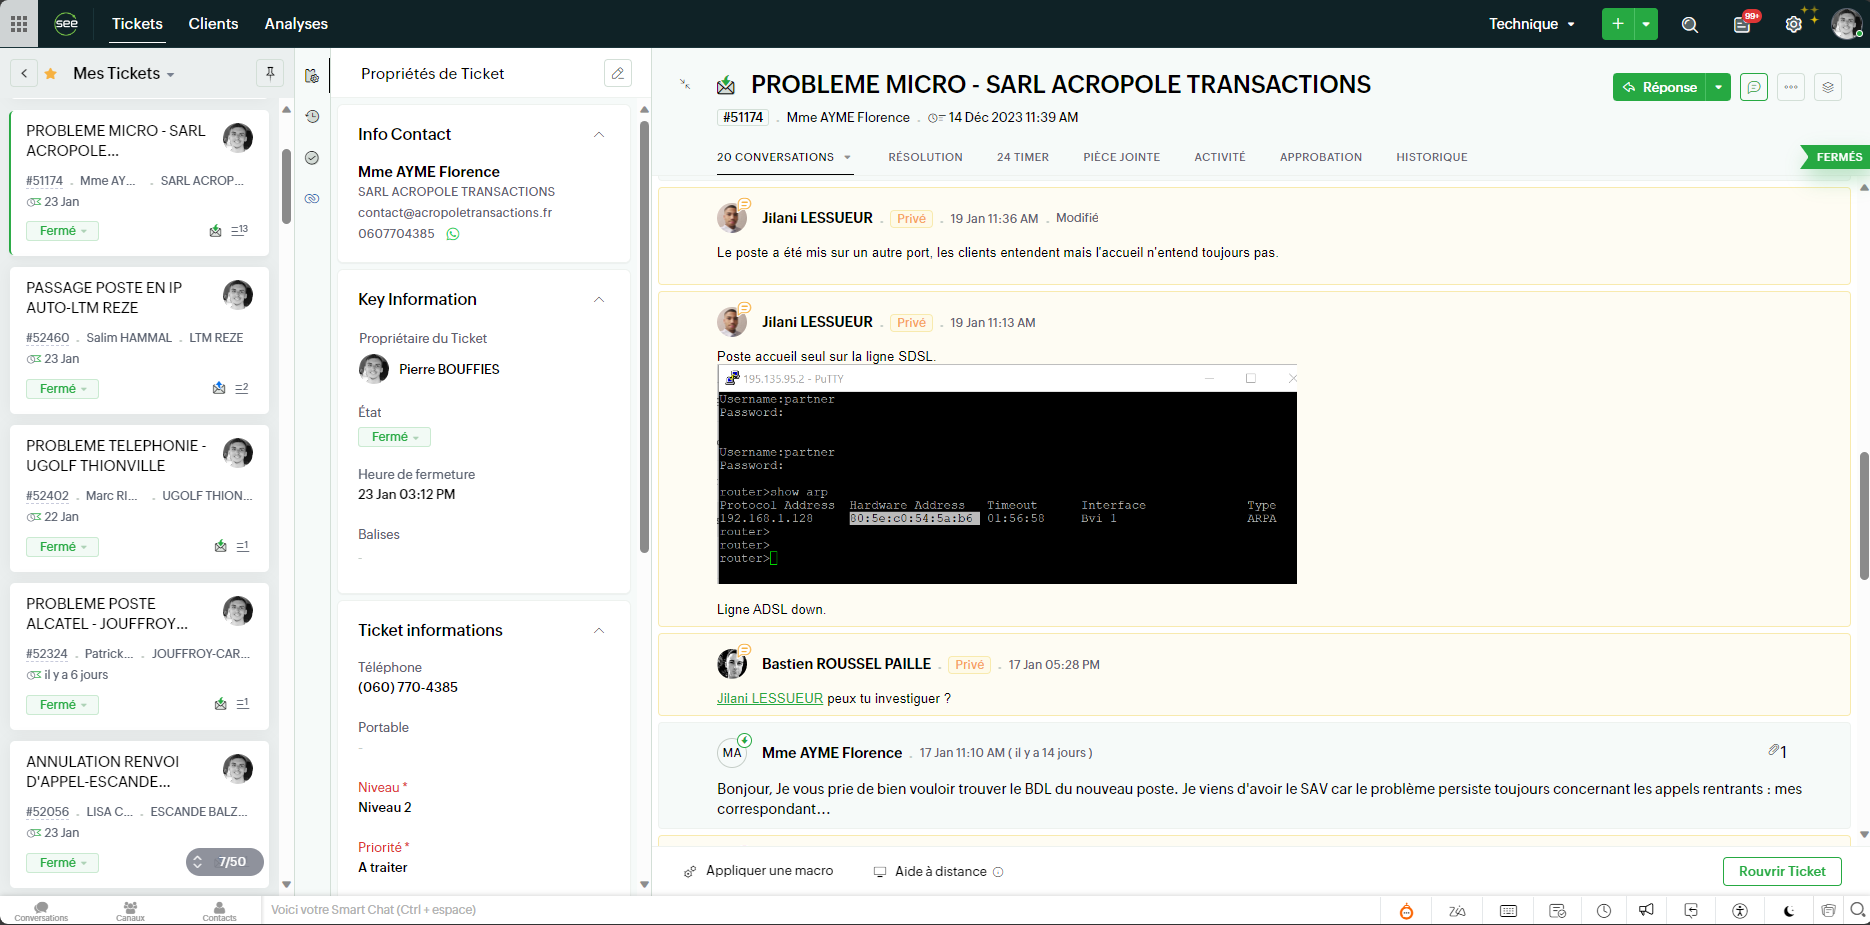 see
Tickets
Clients
Analyses
Technique
99+
Mes Tickets
PROBLEME MICRO - SARL
ACROPOLE...
#51174 . Mme AY... . SARL ACROP...
23 Jan
Fermé
13
PASSAGE POSTE EN IP
AUTO-LTM REZE
#52460 . Salim HAMMAL . LTM REZE
23 Jan
Fermé
2
PROBLEME TELEPHONIE -
UGOLF THIONVILLE
#52402 . Marc RI... . UGOLF THION...
22 Jan
Fermé
1
PROBLEME POSTE
ALCATEL - JOUFFROY...
#52324 . Patrick... . JOUFFROY-CAR...
il y a 6 jours
Fermé
1
ANNULATION RENVOI
D'APPEL-ESCANDE...
#52056 . LISA C... . ESCANDE BALZ...
23 Jan
Fermé
7/50
Propriétés de Ticket
Info Contact
Mme AYME Florence
SARL ACROPOLE TRANSACTIONS
contact@acropoletransactions.fr
0607704385
Key Information
Propriétaire du Ticket
Pierre BOUFFIES
État
Fermé
Heure de fermeture
23 Jan 03:12 PM
Balises
-
Ticket informations
Téléphone
(060) 770-4385
Portable
-
Niveau *
Niveau 2
Priorité *
A traiter
PROBLEME MICRO - SARL ACROPOLE TRANSACTIONS
#51174 . Mme AYME Florence . 14 Déc 2023 11:39 AM
Réponse
20 CONVERSATIONS
RÉSOLUTION
24 TIMER
PIÈCE JOINTE
ACTIVITÉ
APPROBATION
HISTORIQUE
FERMÉS
Jilani LESSUEUR . Privé . 19 Jan 11:36 AM . Modifié
Le poste a été mis sur un autre port, les clients entendent mais l'accueil n'entend toujours pas.
Jilani LESSUEUR . Privé . 19 Jan 11:13 AM
Poste accueil seul sur la ligne SDSL.
195.135.95.2 - PuTTY
Username:partner
Password:
Username:partner
Password:
router>show arp
Protocol Address Hardware Address Timeout Interface Type
192.168.1.128 80:5e:c0:54:5a:b6 01:56:58 Bvi 1 ARPA
router>
router>
router>
Ligne ADSL down.
Bastien ROUSSEL PAILLE . Privé . 17 Jan 05:28 PM
Jilani LESSUEUR peux tu investiguer ?
MA
Mme AYME Florence . 17 Jan 11:10 AM ( il y a 14 jours )
1
Bonjour, Je vous prie de bien vouloir trouver le BDL du nouveau poste. Je viens d'avoir le SAV car le problème persiste toujours concernant les appels rentrants : mes
correspondant...
Appliquer une macro
Aide à distance
Rouvrir Ticket
Conversations
Canaux
Contacts
Voici votre Smart Chat (Ctrl + espace)